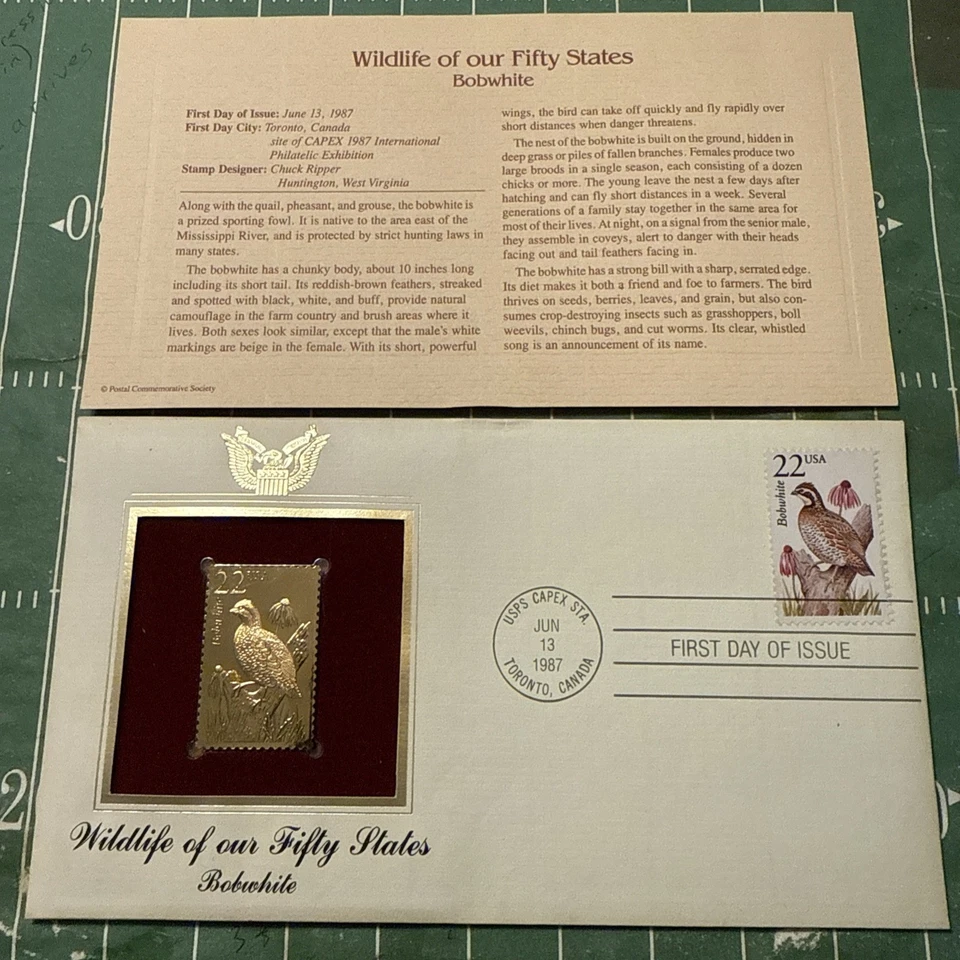 Wildlife of our Fifty States
Bobwhite
First Day of Issue: June 13, 1987
First Day City: Toronto, Canada
site of CAPEX 1987 International
Philatelic Exhibition
Stamp Designer: Chuck Ripper
Huntington, West Virginia
Along with the quail, pheasant, and grouse, the bobwhite is
a prized sporting fowl. It is native to the area east of the
Mississippi River, and is protected by strict hunting laws in
many states.
The bobwhite has a chunky body, about 10 inches long
including its short tail. Its reddish-brown feathers, streaked
and spotted with black, white, and buff, provide natural
camouflage in the farm country and brush areas where it
lives. Both sexes look similar, except that the male's white
markings are beige in the female. With its short, powerful
wings, the bird can take off quickly and fly rapidly over
short distances when danger threatens.
The nest of the bobwhite is built on the ground, hidden in
deep grass or piles of fallen branches. Females produce two
large broods in a single season, each consisting of a dozen
chicks or more. The young leave the nest a few days after
hatching and can fly short distances in a week. Several
generations of a family stay together in the same area for
most of their lives. At night, on a signal from the senior male,
they assemble in coveys, alert to danger with their heads
facing out and tail feathers facing in.
The bobwhite has a strong bill with a sharp, serrated edge.
Its diet makes it both a friend and foe to farmers. The bird
thrives on seeds, berries, leaves, and grain, but also con-
sumes crop-destroying insects such as grasshoppers, boll
weevils, chinch bugs, and cut worms. Its clear, whistled
song is an announcement of its name.
© Postal Commemorative Society
22 USA
Bobwhite
22 USA
Bobwhite
USPS CAPEX STA.
JUN
13
1987
TORONTO, CANADA
FIRST DAY OF ISSUE
Wildlife of our Fifty States
Bobwhite
arrives
2